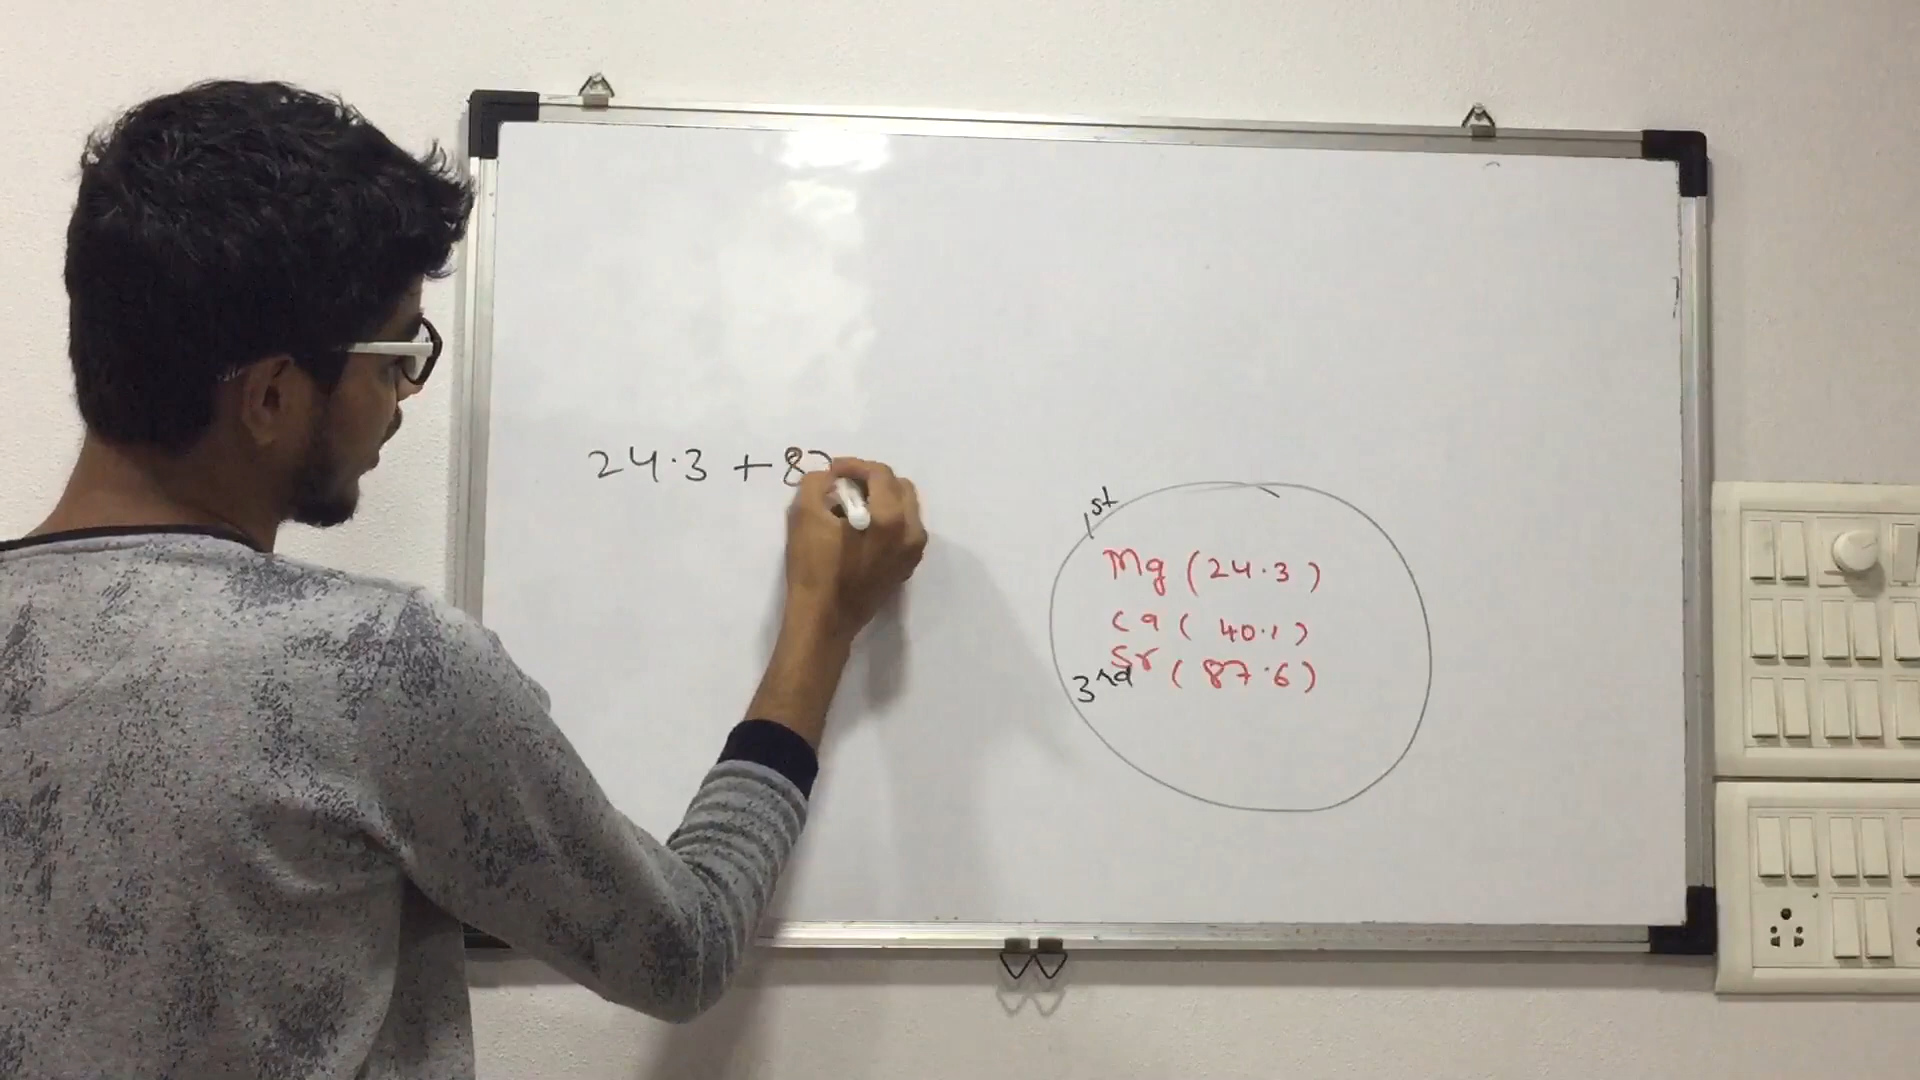 24.3 + 87
1st
Mg (24.3)
Ca (40.1)
Sr (87.6)
3rd